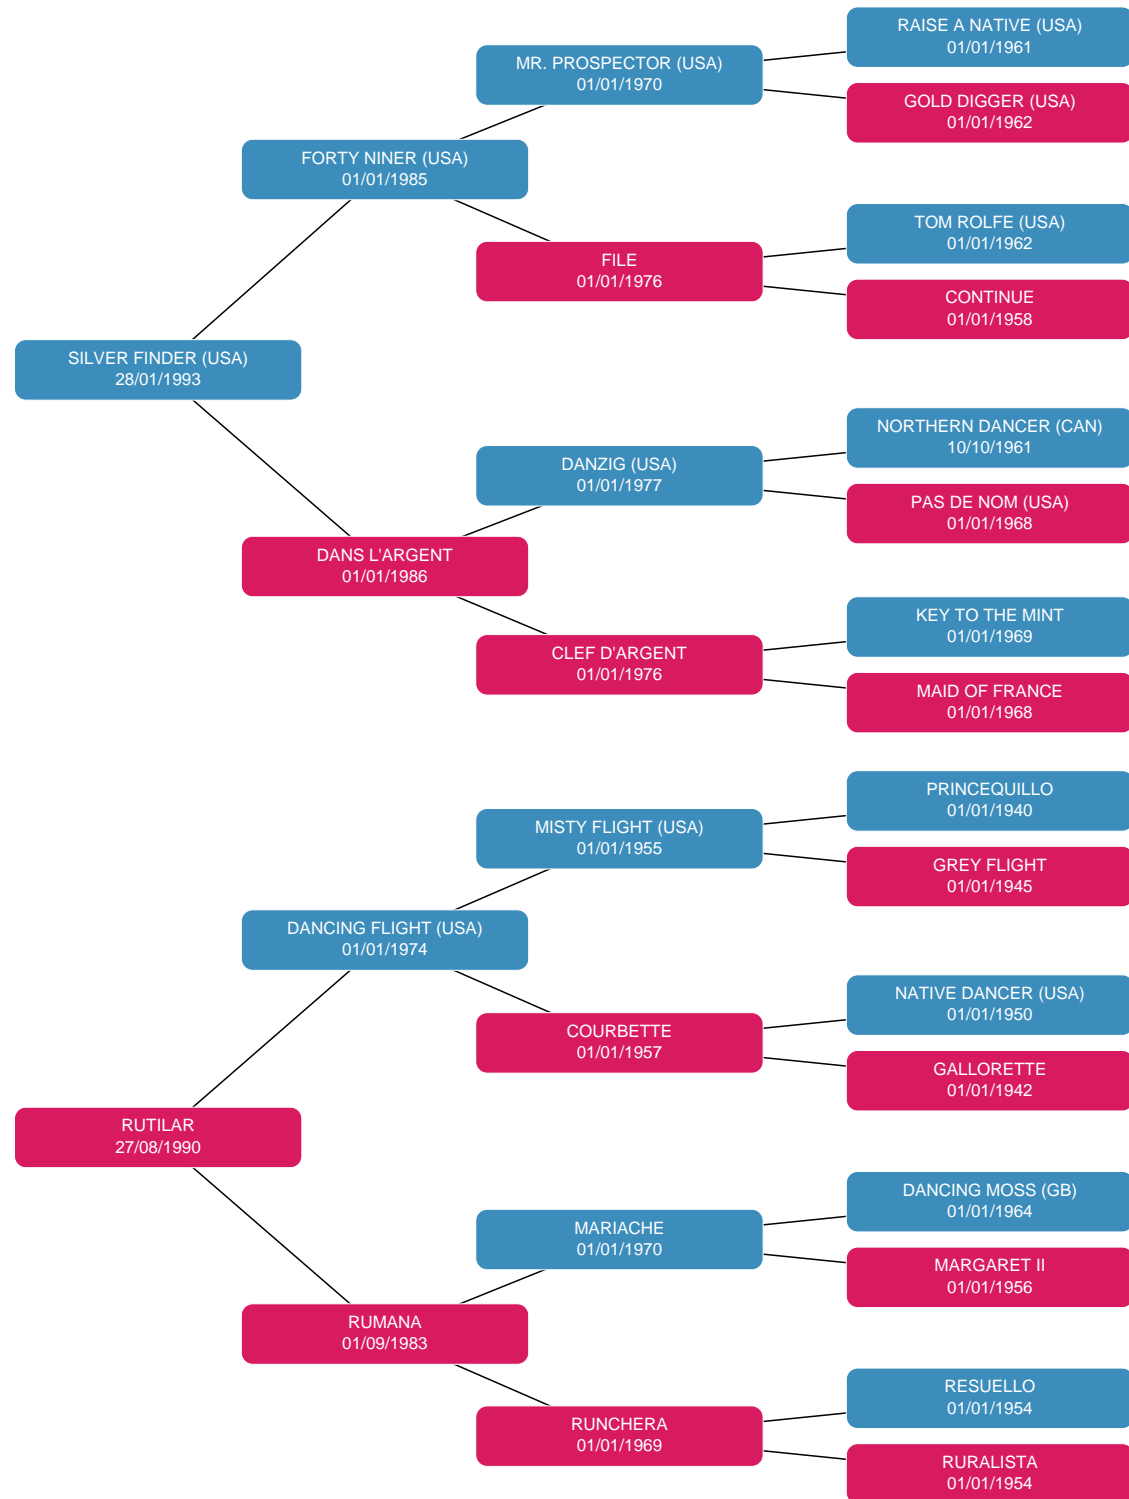 RAISE A NATIVE (USA)
01/01/1961
MR. PROSPECTOR (USA)
01/01/1970
GOLD DIGGER (USA)
01/01/1962
FORTY NINER (USA)
01/01/1985
TOM ROLFE (USA)
01/01/1962
FILE
01/01/1976
CONTINUE
01/01/1958
SILVER FINDER (USA)
28/01/1993
NORTHERN DANCER (CAN)
10/10/1961
DANZIG (USA)
01/01/1977
PAS DE NOM (USA)
01/01/1968
DANS L'ARGENT
01/01/1986
KEY TO THE MINT
01/01/1969
CLEF D'ARGENT
01/01/1976
MAID OF FRANCE
01/01/1968
PRINCEQUILLO
01/01/1940
MISTY FLIGHT (USA)
01/01/1955
GREY FLIGHT
01/01/1945
DANCING FLIGHT (USA)
01/01/1974
NATIVE DANCER (USA)
01/01/1950
COURBETTE
01/01/1957
GALLORETTE
01/01/1942
RUTILAR
27/08/1990
DANCING MOSS (GB)
01/01/1964
MARIACHE
01/01/1970
MARGARET II
01/01/1956
RUMANA
01/09/1983
RESUELLO
01/01/1954
RUNCHERA
01/01/1969
RURALISTA
01/01/1954